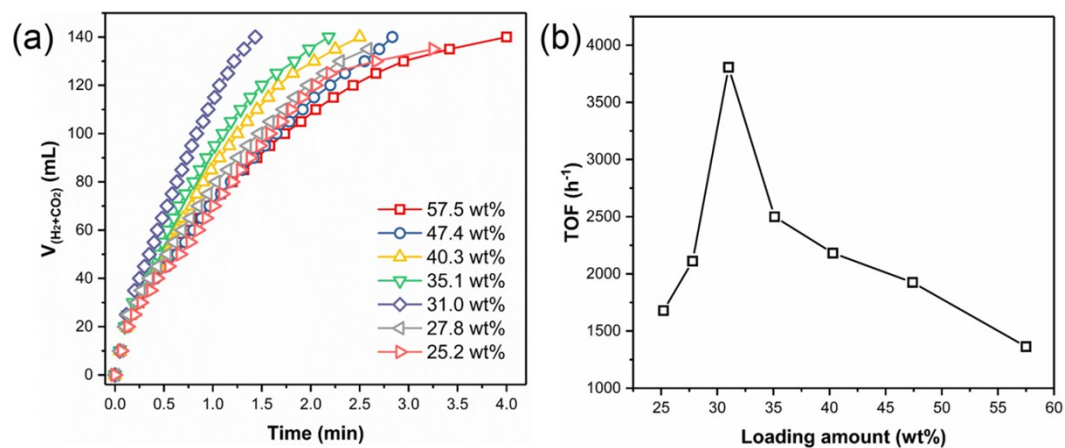 (a)
V(H₂+CO₂) (mL)
140
120
100
80
60
40
20
0
57.5 wt%
47.4 wt%
40.3 wt%
35.1 wt%
31.0 wt%
27.8 wt%
25.2 wt%
0.0 0.5 1.0 1.5 2.0 2.5 3.0 3.5 4.0
Time (min)
(b)
TOF (h⁻¹)
4000
3500
3000
2500
2000
1500
1000
25 30 35 40 45 50 55 60
Loading amount (wt%)